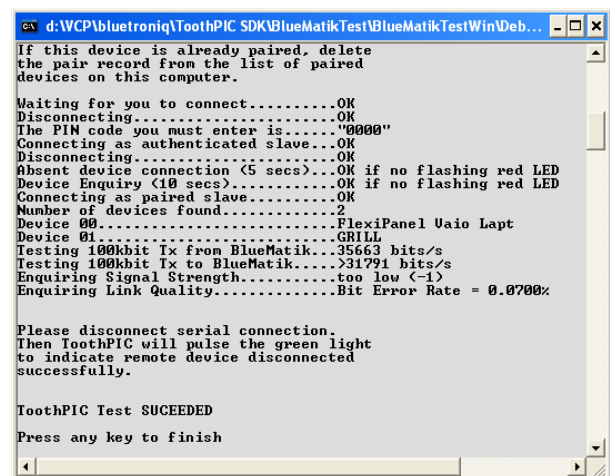 d:\VCP\bluetroniq\ToothPIC SDK\BlueMatikTest\BlueMatikTestWin\Deb...
If this device is already paired, delete
the pair record from the list of paired
devices on this computer.
Waiting for you to connect..........OK
Disconnecting.......................OK
The PIN code you must enter is......"0000"
Connecting as authenticated slave...OK
Disconnecting.......................OK
Absent device connection (5 secs)...OK if no flashing red LED
Device Enquiry (10 secs)............OK if no flashing red LED
Connecting as paired slave..........OK
Number of devices found.............2
Device 00...........................FlexiPanel Vaio Lapt
Device 01...........................GRILL
Testing 100kbit Tx from BlueMatik...35663 bits/s
Testing 100kbit Tx to BlueMatik.....>31791 bits/s
Enquiring Signal Strength...........too low (-1)
Enquiring Link Quality..............Bit Error Rate = 0.0700%
Please disconnect serial connection.
Then ToothPIC will pulse the green light
to indicate remote device disconnected
successfully.
ToothPIC Test SUCEEDED
Press any key to finish